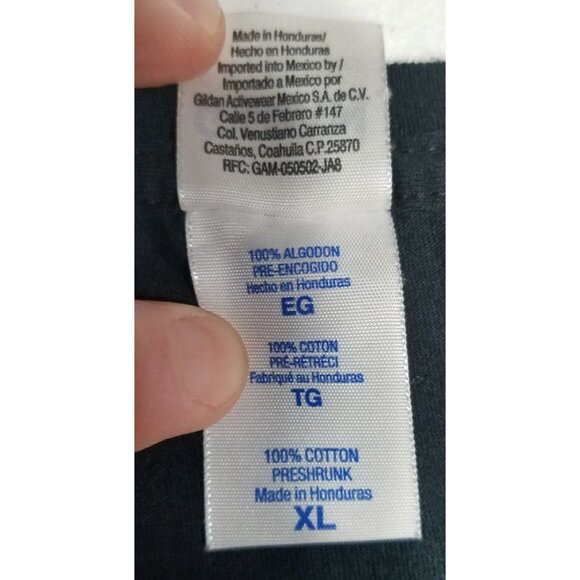 Made in Honduras/
Hecho en Honduras
Imported into Mexico by /
Importado a Mexico por
Gildan Activewear Mexico S.A. de C.V.
Calle 5 de Febrero #147
Col. Venustiano Carranza
Castaños, Coahuila C.P. 25870
RFC: GAM-050502-JA8
100% ALGODON
PRE-ENCOGIDO
Hecho en Honduras
EG
100% COTON
PRÉ-RÉTRÉCI
Fabriqué au Honduras
TG
100% COTTON
PRESHRUNK
Made in Honduras
XL